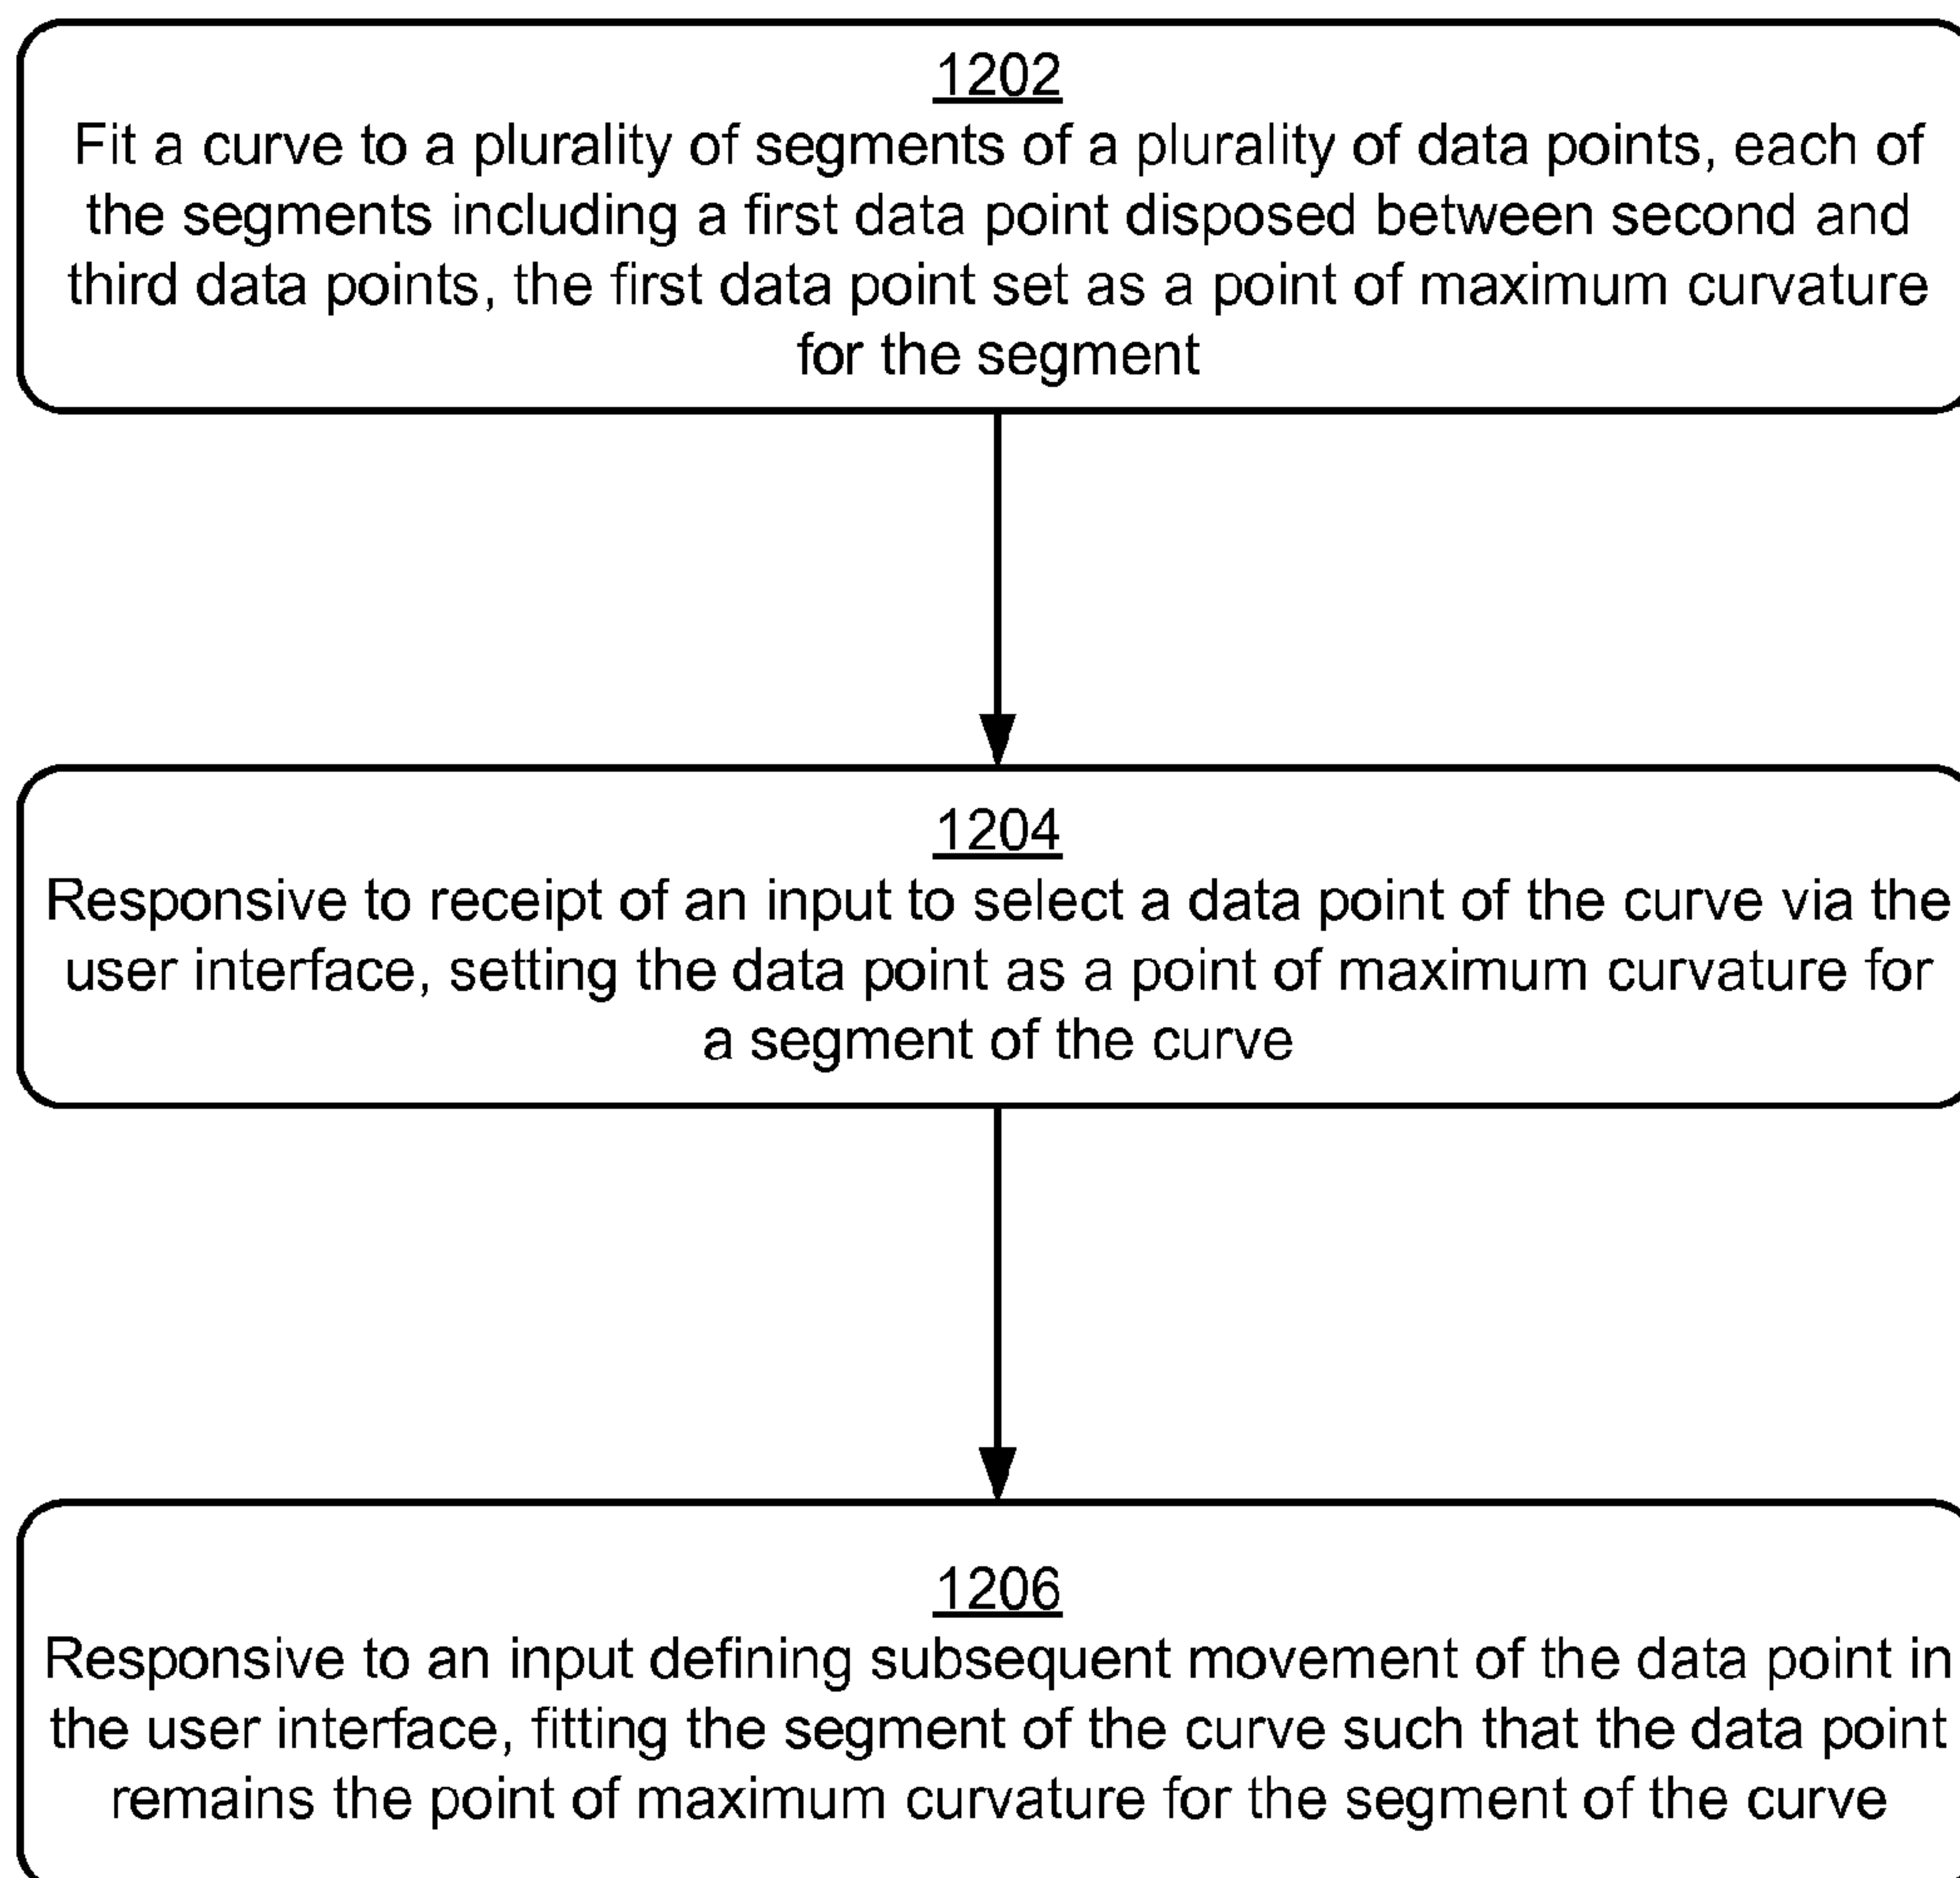 1202
Fit a curve to a plurality of segments of a plurality of data points, each of
the segments including a first data point disposed between second and
third data points, the first data point set as a point of maximum curvature
for the segment
1204
Responsive to receipt of an input to select a data point of the curve via the
user interface, setting the data point as a point of maximum curvature for
a segment of the curve
1206
Responsive to an input defining subsequent movement of the data point in
the user interface, fitting the segment of the curve such that the data point
remains the point of maximum curvature for the segment of the curve